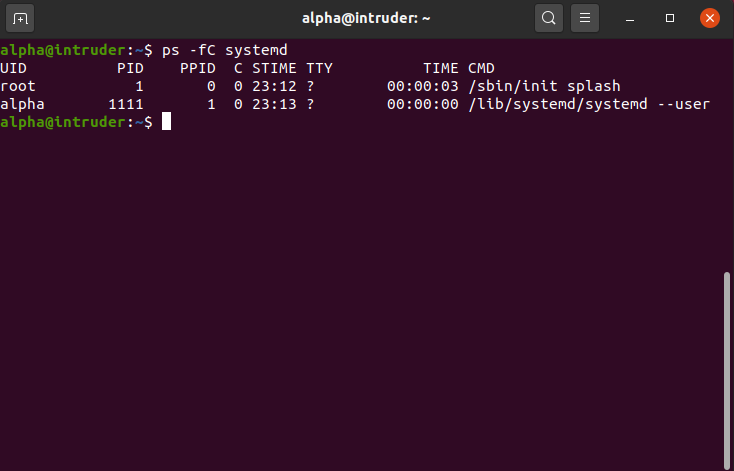 alpha@intruder: ~
alpha@intruder:~$ ps -fC systemd
UID          PID    PPID  C STIME TTY          TIME CMD
root           1       0  0 23:12 ?        00:00:03 /sbin/init splash
alpha       1111       1  0 23:13 ?        00:00:00 /lib/systemd/systemd --user
alpha@intruder:~$